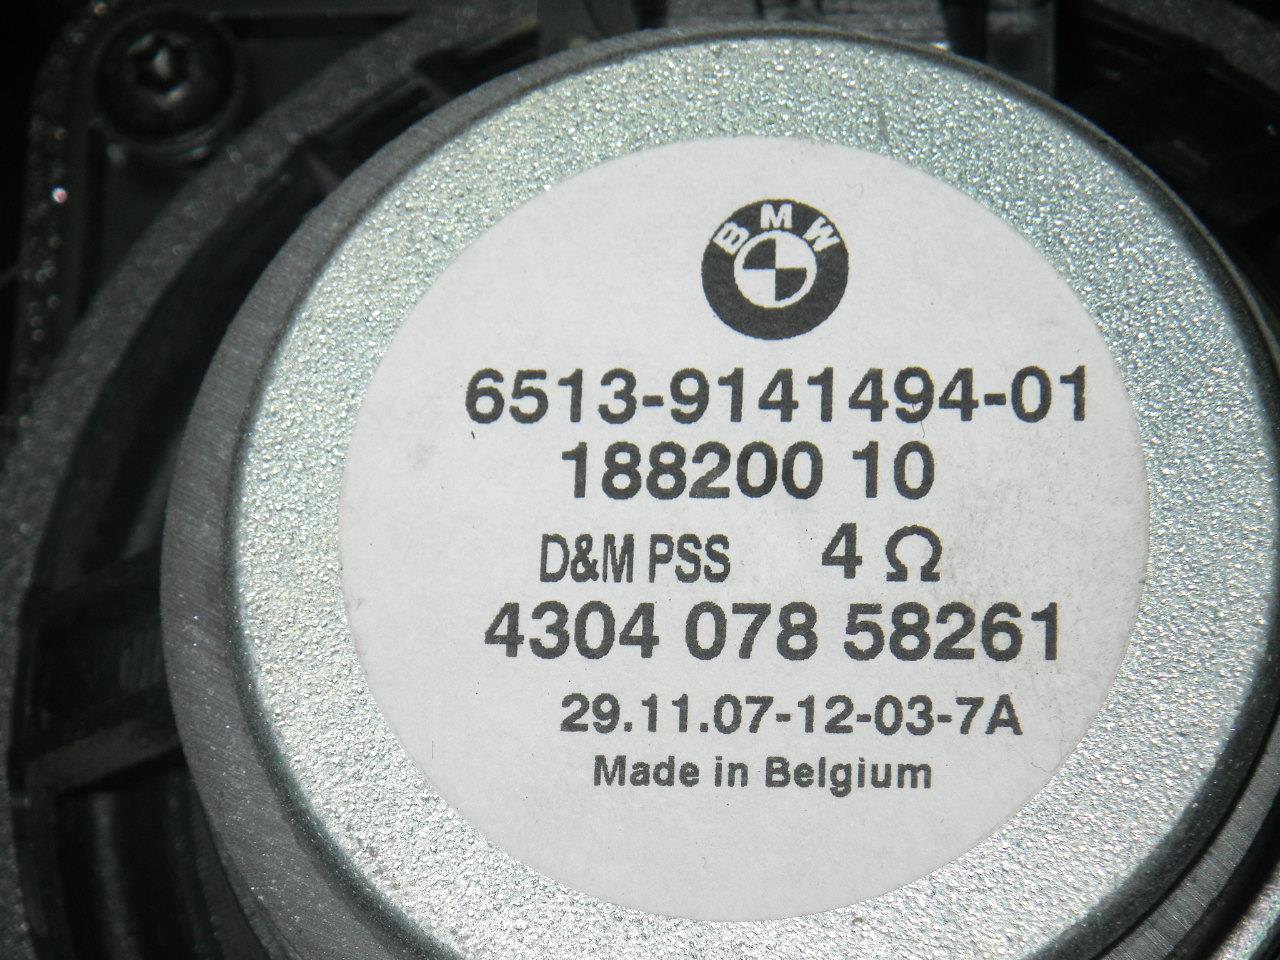 BMW
6513-9141494-01
188200 10
D&M PSS 4 Ω
4304 078 58261
29.11.07-12-03-7A
Made in Belgium